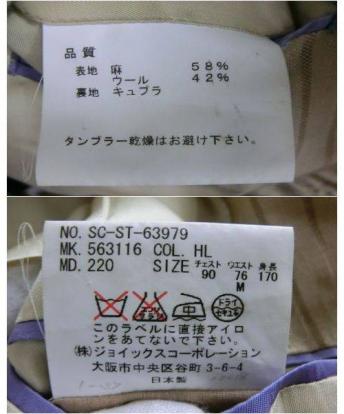 品質
表地 麻 58%
ウール 42%
裏地 キュプラ
タンブラー乾燥はお避け下さい。
NO. SC-ST-63979
MK. 563116 COL. HL
MD. 220 SIZE チェスト ウエスト 身長
90 76 170
M
ドライ
セキユ系
このラベルに直接アイロ
ンをあてないで下さい。
(株)ジョイックスコーポレーション
大阪市中央区谷町3-6-4
日本製